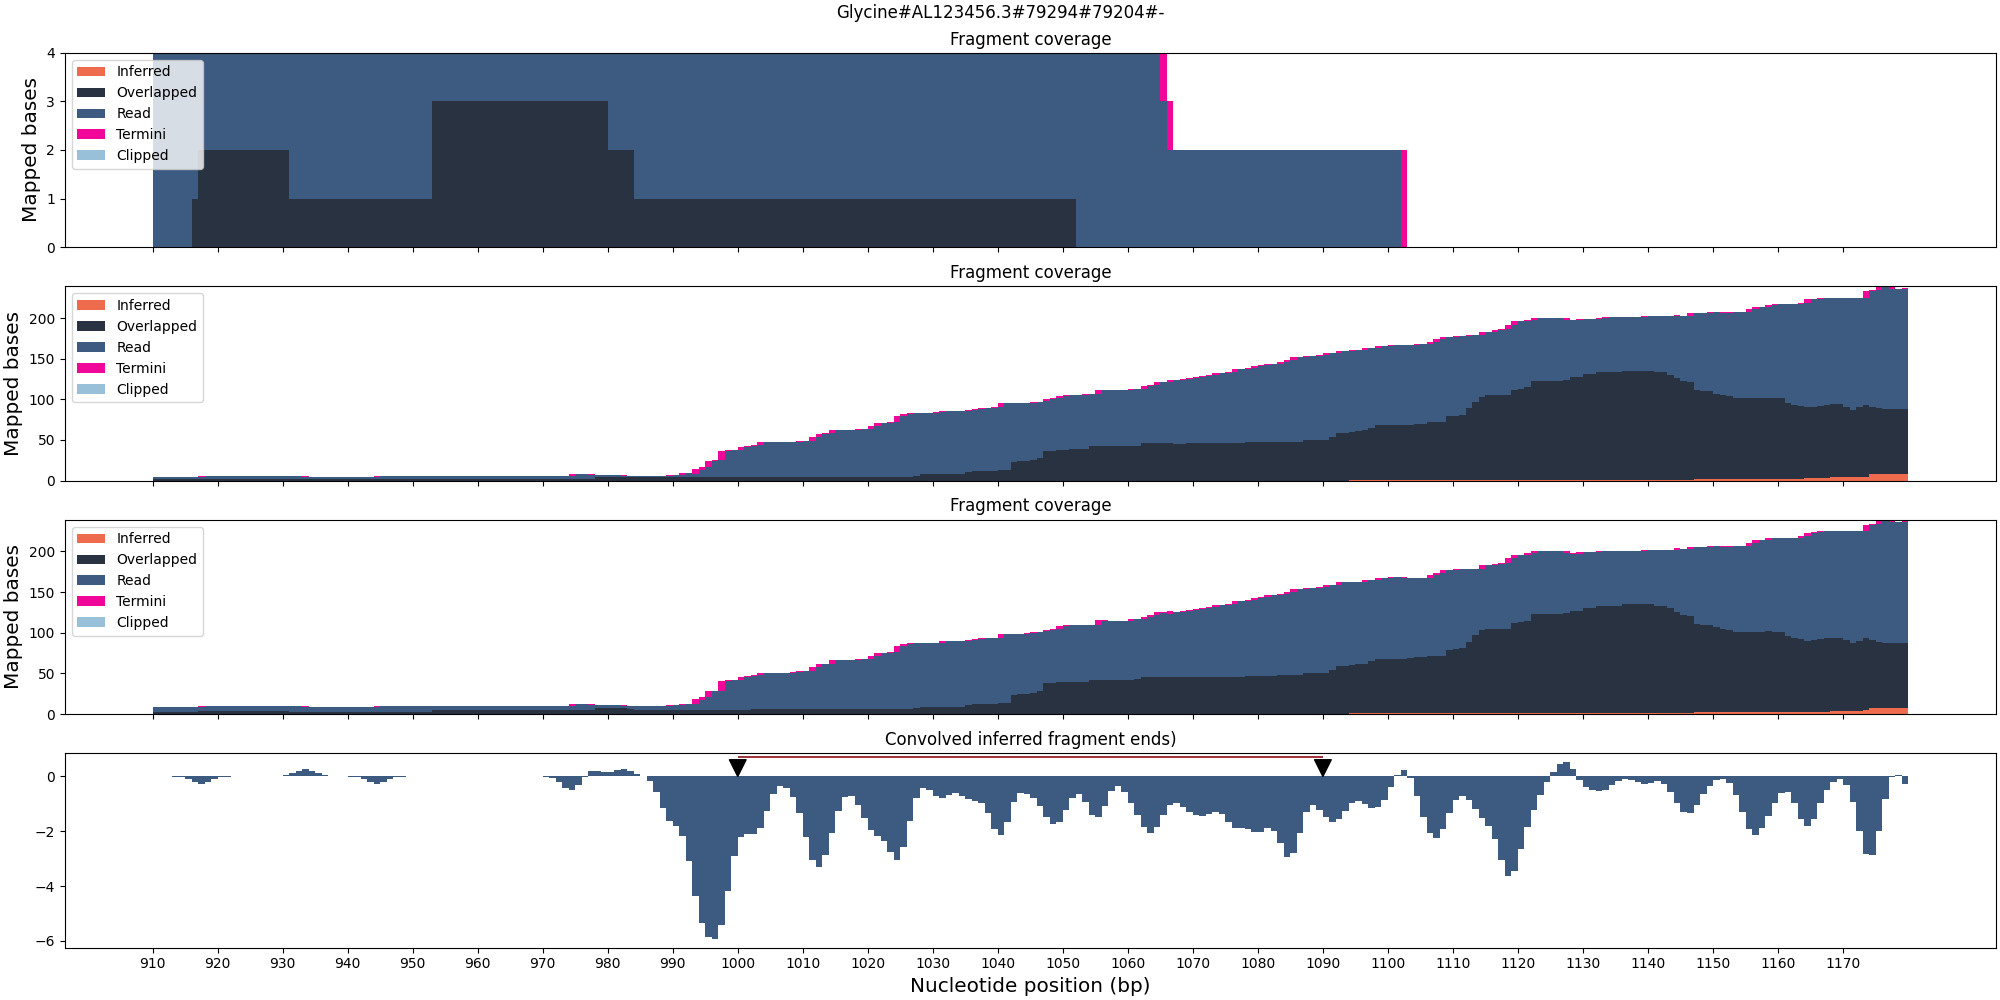 Glycine#AL123456.3#79294#79204#-
Fragment coverage
Mapped bases
4
3
2
1
0
Inferred
Overlapped
Read
Termini
Clipped
Fragment coverage
Mapped bases
200
150
100
50
0
Inferred
Overlapped
Read
Termini
Clipped
Fragment coverage
Mapped bases
200
150
100
50
0
Inferred
Overlapped
Read
Termini
Clipped
Convolved inferred fragment ends)
0
−2
−4
−6
910 920 930 940 950 960 970 980 990 1000 1010 1020 1030 1040 1050 1060 1070 1080 1090 1100 1110 1120 1130 1140 1150 1160 1170
Nucleotide position (bp)